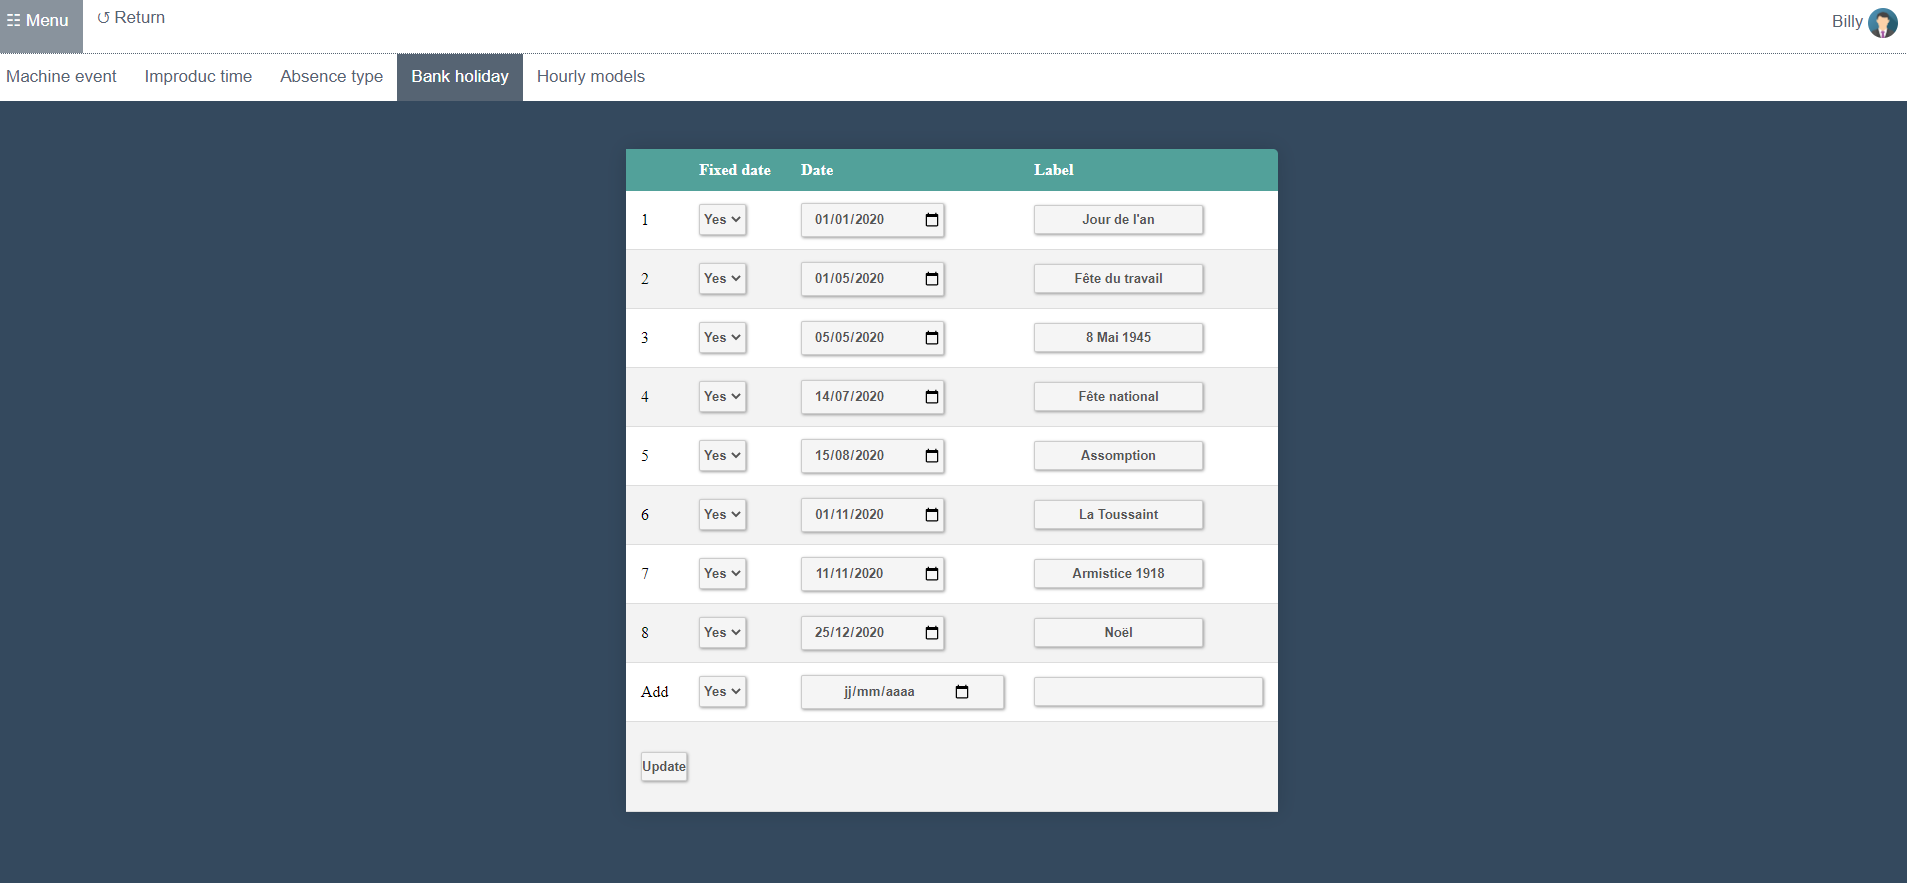 Menu Return Billy
Machine event Improduc time Absence type Bank holiday Hourly models
Fixed date Date Label
1 Yes 01/01/2020 Jour de l'an
2 Yes 01/05/2020 Fête du travail
3 Yes 05/05/2020 8 Mai 1945
4 Yes 14/07/2020 Fête national
5 Yes 15/08/2020 Assomption
6 Yes 01/11/2020 La Toussaint
7 Yes 11/11/2020 Armistice 1918
8 Yes 25/12/2020 Noël
Add Yes jj/mm/aaaa
Update